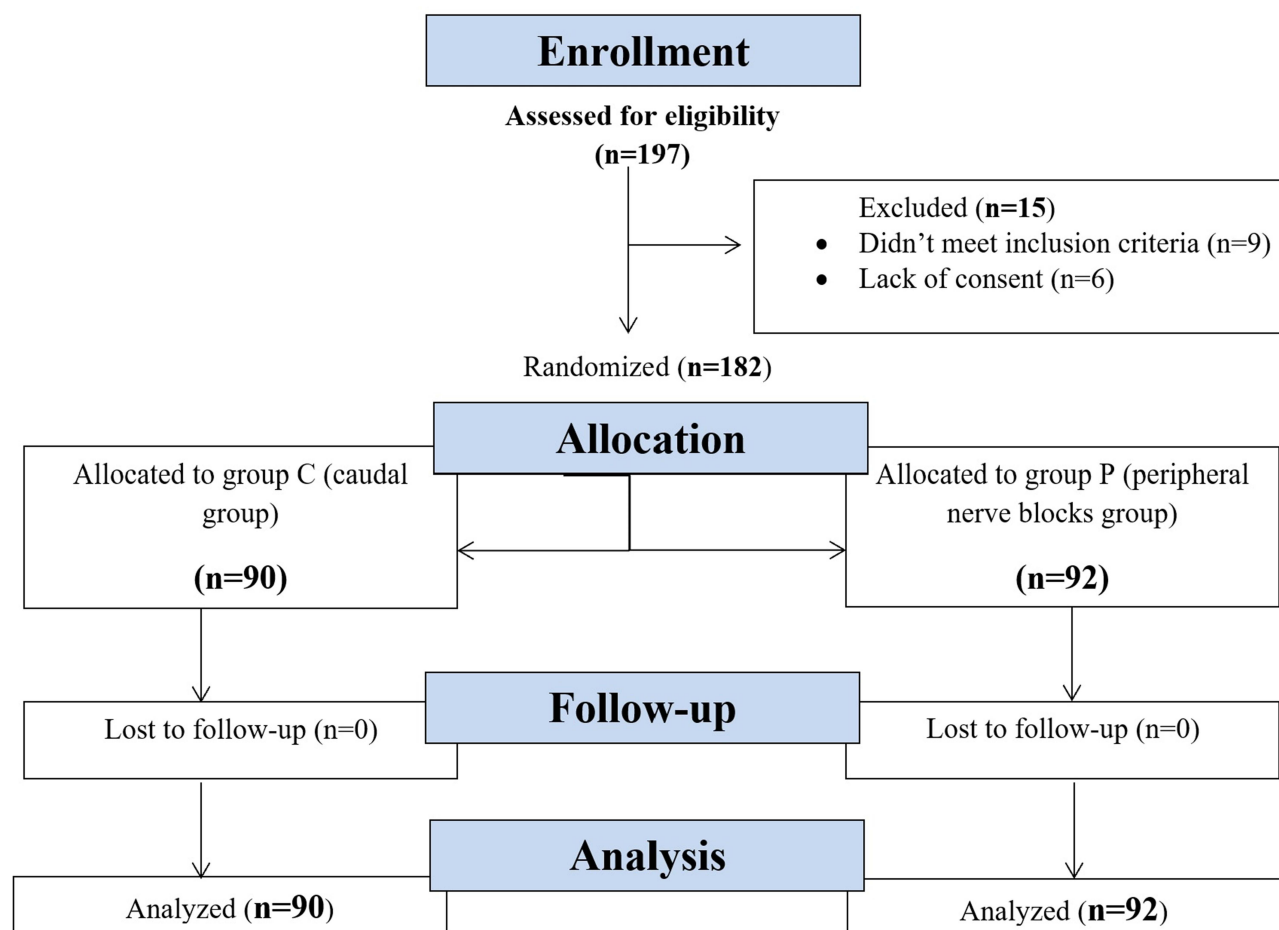 Enrollment
Assessed for eligibility
(n=197)
Excluded (n=15)
• Didn’t meet inclusion criteria (n=9)
• Lack of consent (n=6)
Randomized (n=182)
Allocation
Allocated to group C (caudal
group)
(n=90)
Allocated to group P (peripheral
nerve blocks group)
(n=92)
Follow-up
Lost to follow-up (n=0)
Lost to follow-up (n=0)
Analysis
Analyzed (n=90)
Analyzed (n=92)